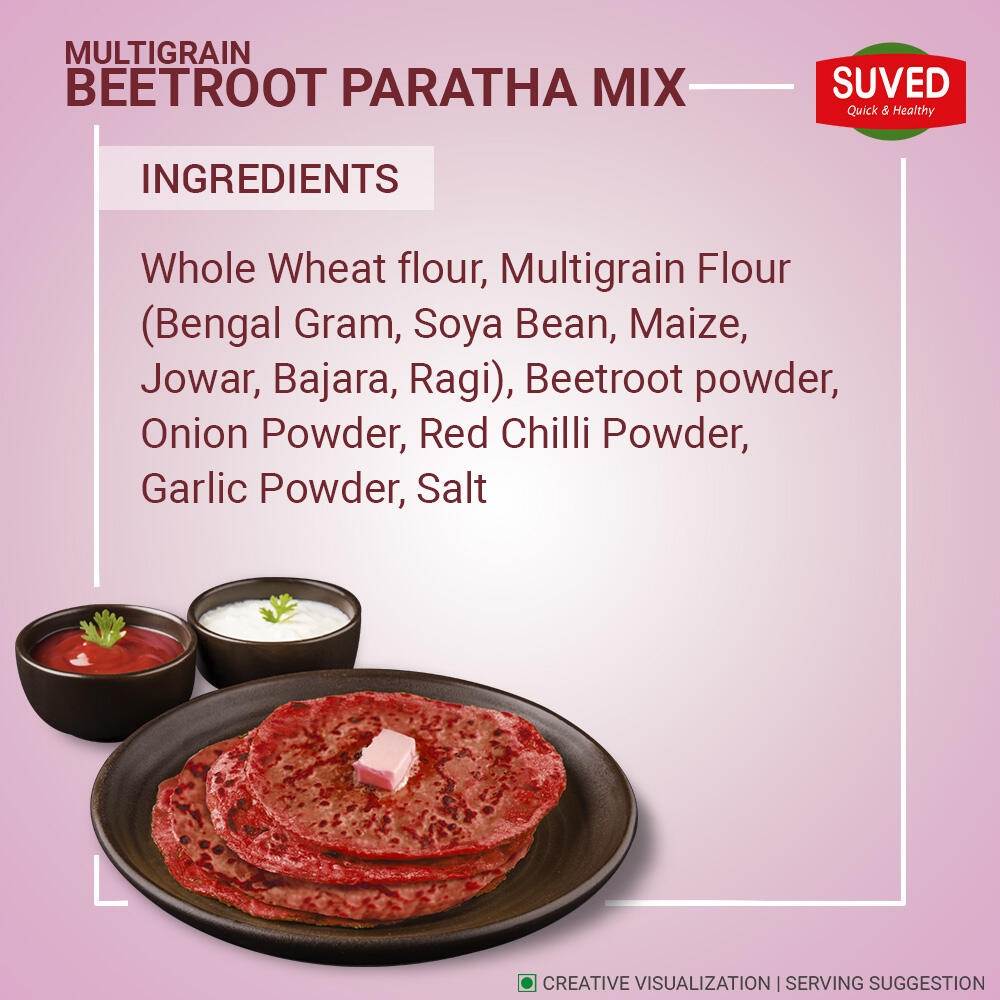 MULTIGRAIN
BEETROOT PARATHA MIX
SUVED
Quick & Healthy
INGREDIENTS
Whole Wheat flour, Multigrain Flour
(Bengal Gram, Soya Bean, Maize,
Jowar, Bajara, Ragi), Beetroot powder,
Onion Powder, Red Chilli Powder,
Garlic Powder, Salt
CREATIVE VISUALIZATION | SERVING SUGGESTION